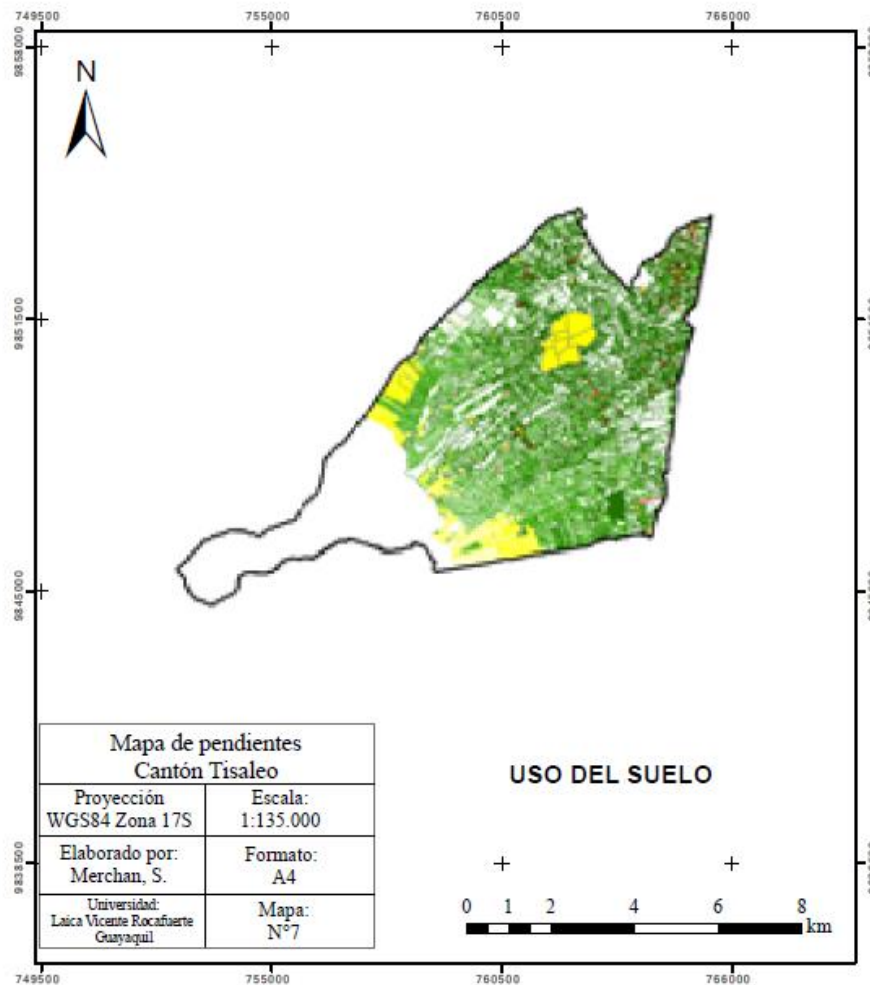 749500 755000 760500 766000
9858000
N
9851500
9845000
Mapa de pendientes
Cantón Tisaleo
USO DEL SUELO
Proyección
WGS84 Zona 17S
Escala:
1:135.000
Elaborado por:
Merchan, S.
Formato:
A4
9838500
Universidad:
Laica Vicente Rocafuerte
Guayaquil
Mapa:
N°7
0 1 2 4 6 8
km
749500 755000 760500 766000